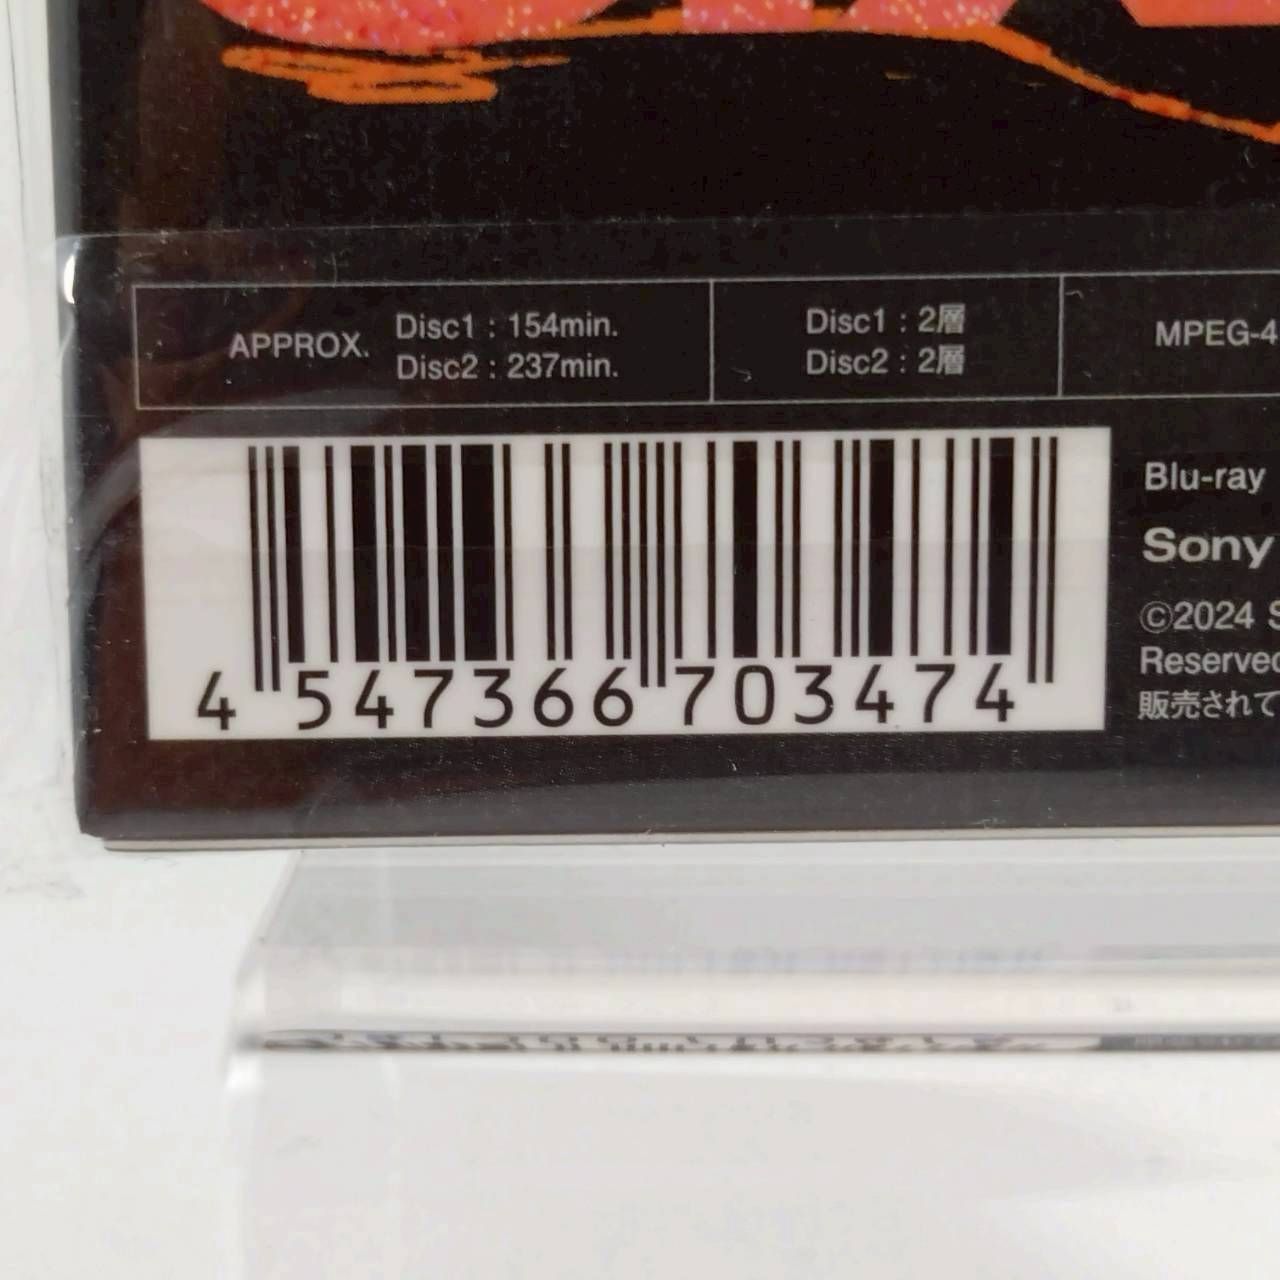 APPROX.
Disc1 : 154min.
Disc2 : 237min.
Disc1 : 2層
Disc2 : 2層
MPEG-4
Blu-ray
Sony
©2024 S
Reserved
販売されて
4 547366 703474